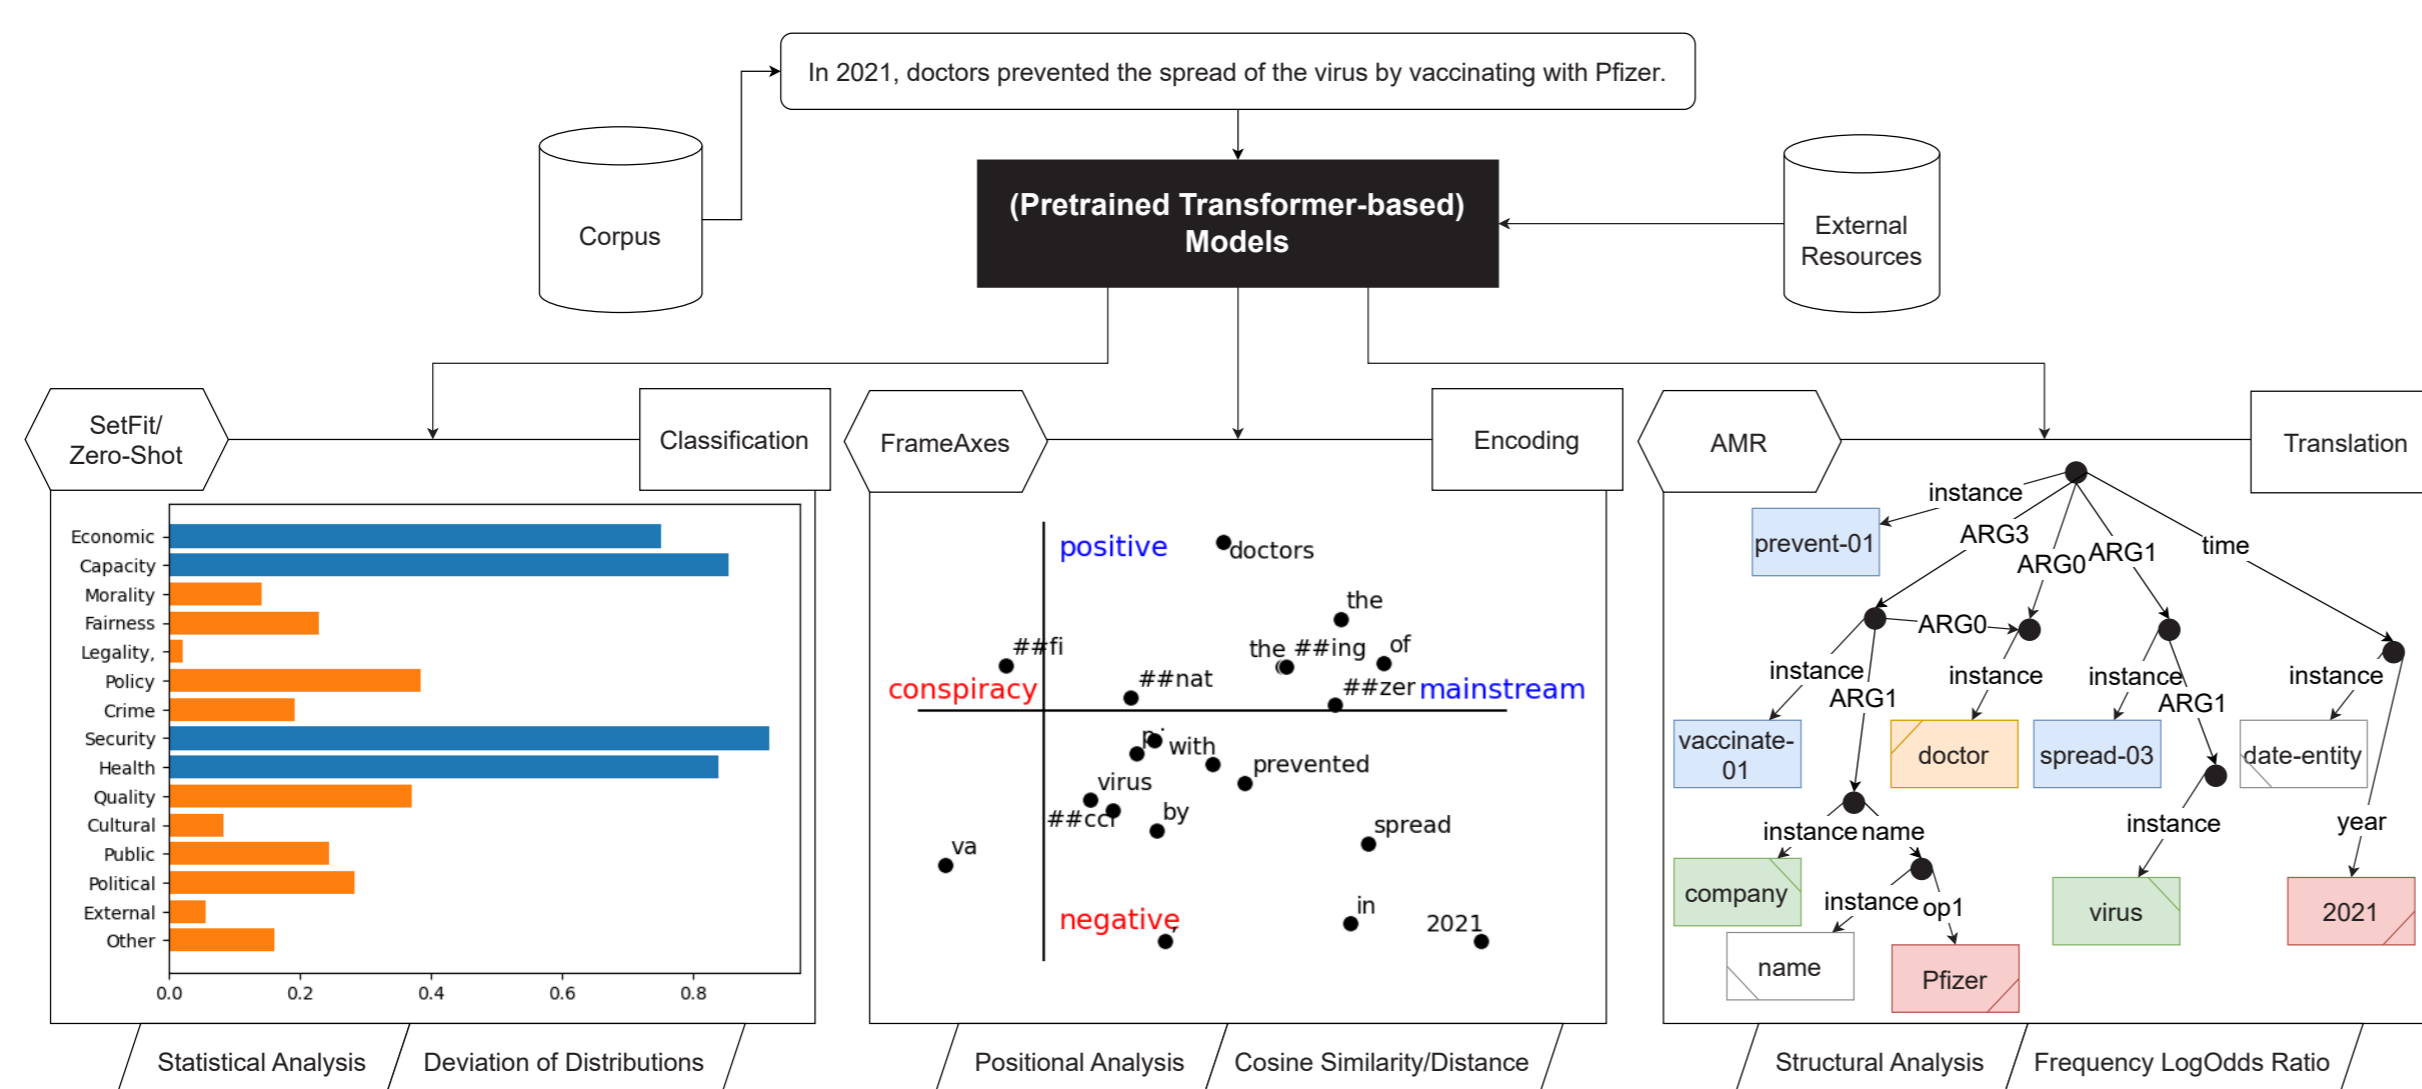 In 2021, doctors prevented the spread of the virus by vaccinating with Pfizer.
Corpus
(Pretrained Transformer-based)
Models
External
Resources
SetFit/
Zero-Shot
Classification
Economic
Capacity
Morality
Fairness
Legality,
Policy
Crime
Security
Health
Quality
Cultural
Public
Political
External
Other
0.0 0.2 0.4 0.6 0.8
Statistical Analysis
Deviation of Distributions
FrameAxes
Encoding
positive
doctors
the
##fi
the
##ing
of
conspiracy
##nat
##zer
mainstream
with
prevented
virus
by
spread
va
in
negative
,
2021
Positional Analysis
Cosine Similarity/Distance
AMR
Translation
instance
prevent-01
ARG3
ARG0
ARG1
time
ARG0
instance
ARG1
instance
instance
ARG1
instance
vaccinate-
01
doctor
spread-03
date-entity
instance
name
instance
year
company
instance
op1
virus
2021
name
Pfizer
Structural Analysis
Frequency LogOdds Ratio